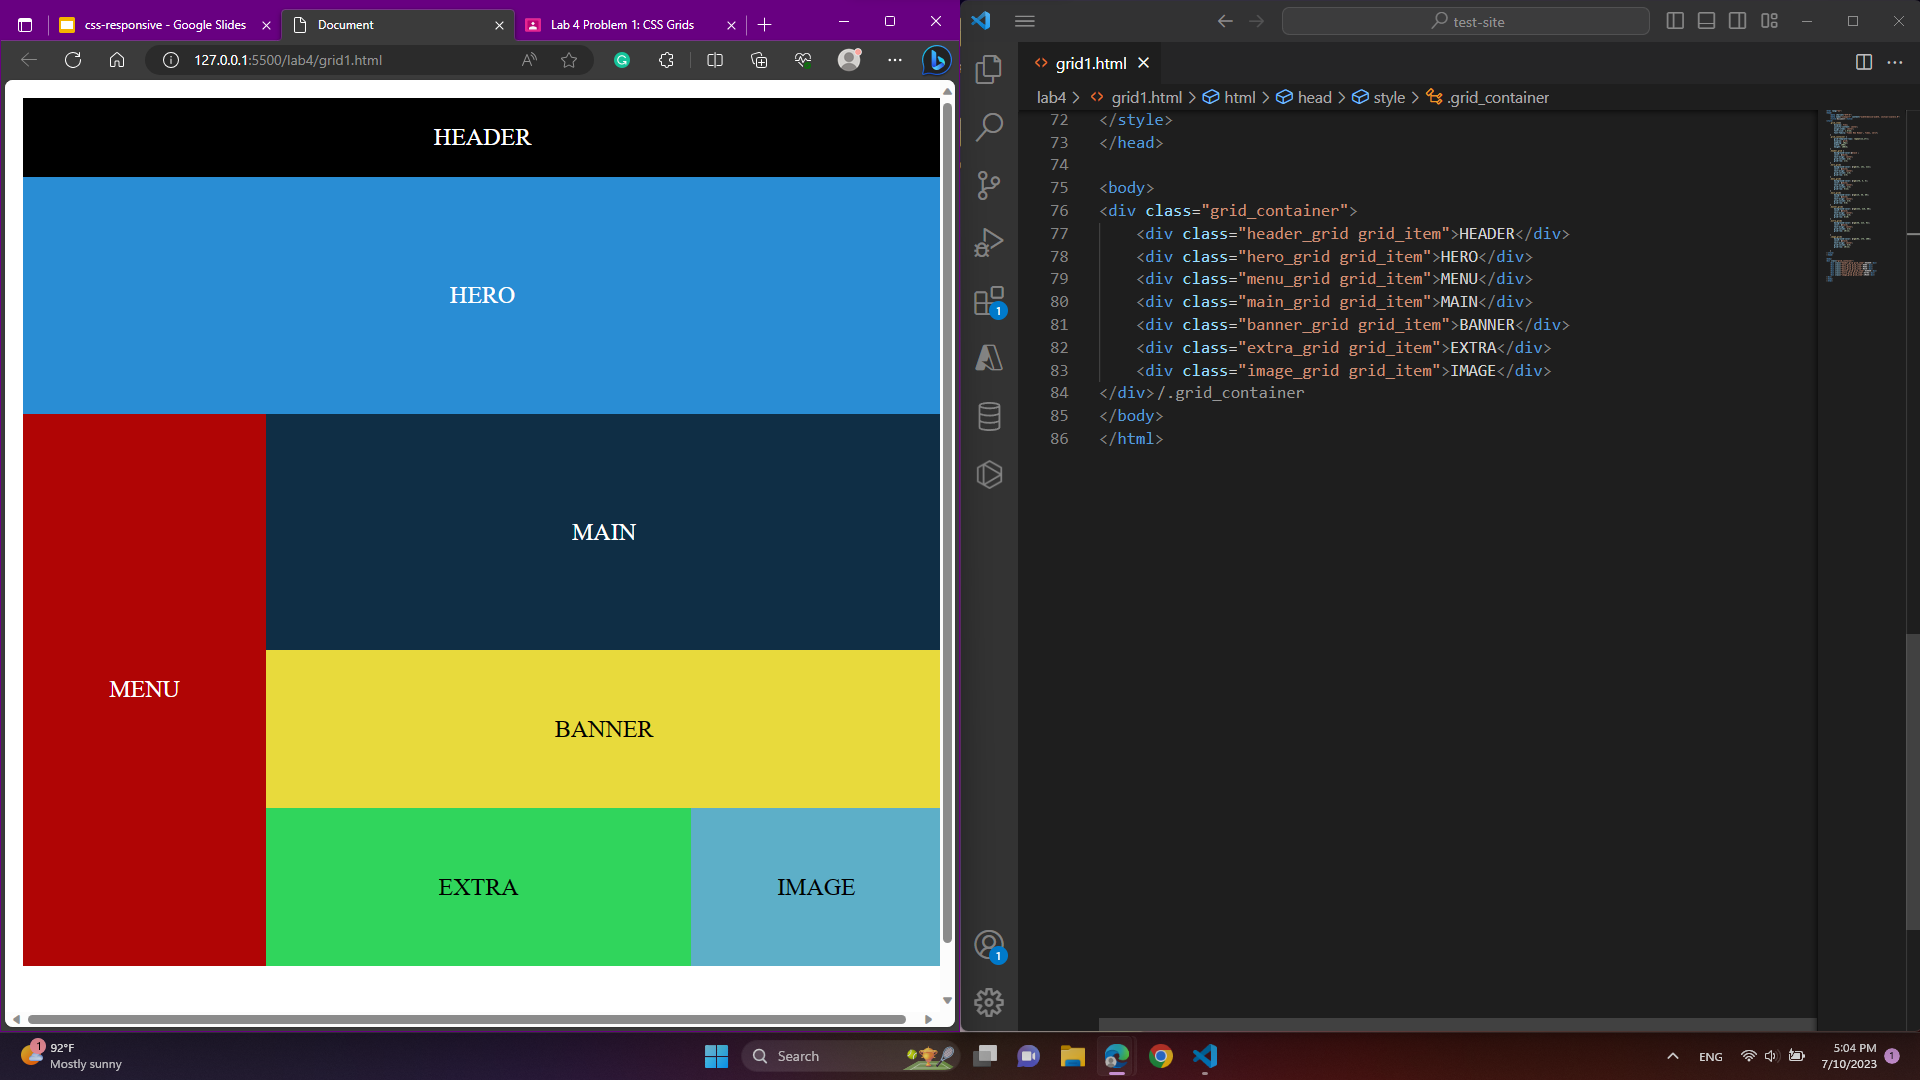 css-responsive - Google Slides
Document
Lab 4 Problem 1: CSS Grids
127.0.0.1:5500/lab4/grid1.html
HEADER
HERO
MENU
MAIN
BANNER
EXTRA
IMAGE
test-site
grid1.html
lab4 > <> grid1.html > html > head > style > .grid_container
72 </style>
73 </head>
74
75 <body>
76 <div class="grid_container">
77 <div class="header_grid grid_item">HEADER</div>
78 <div class="hero_grid grid_item">HERO</div>
79 <div class="menu_grid grid_item">MENU</div>
80 <div class="main_grid grid_item">MAIN</div>
81 <div class="banner_grid grid_item">BANNER</div>
82 <div class="extra_grid grid_item">EXTRA</div>
83 <div class="image_grid grid_item">IMAGE</div>
84 </div>/.grid_container
85 </body>
86 </html>
1
1
1
92°F
Mostly sunny
Search
ENG
5:04 PM
7/10/2023
1